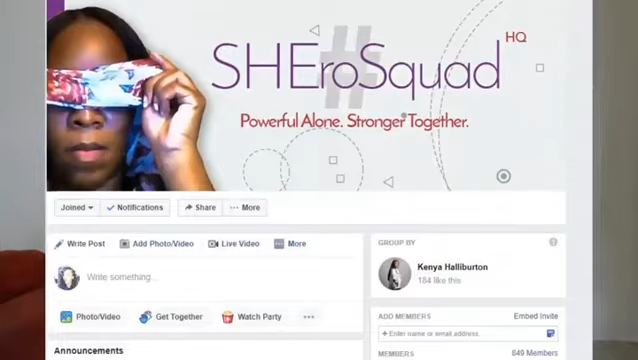 #
SHEroSquad HQ
Powerful Alone. Stronger Together.
Joined
Notifications
Share
More
Write Post
Add Photo/Video
Live Video
More
Write something...
Photo/Video
Get Together
Watch Party
Announcements
GROUP BY
Kenya Halliburton
184 like this
ADD MEMBERS
Embed Invite
+ Enter name or email address...
MEMBERS
849 Members